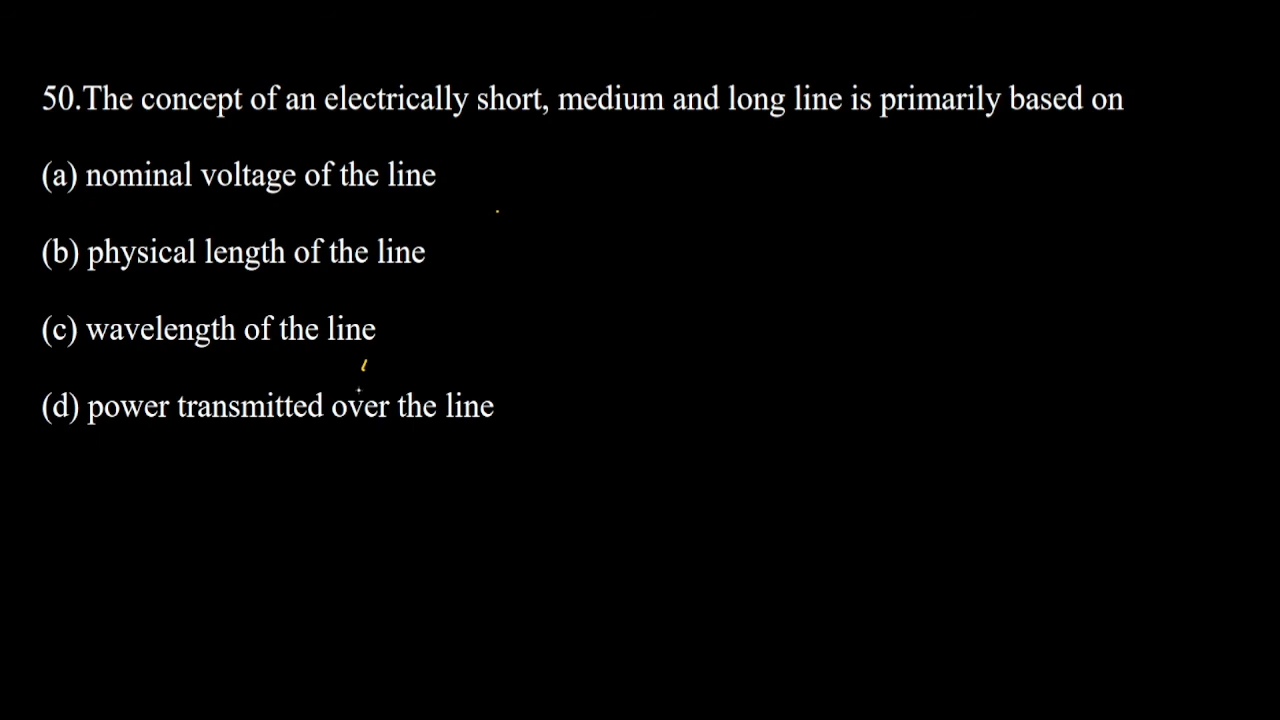 50.The concept of an electrically short, medium and long line is primarily based on
(a) nominal voltage of the line
(b) physical length of the line
(c) wavelength of the line
(d) power transmitted over the line